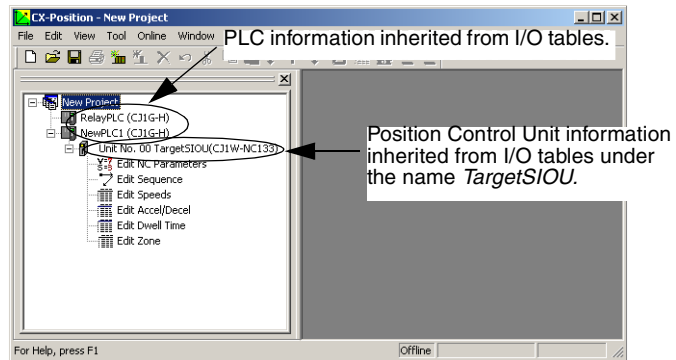 CX-Position - New Project
File Edit View Tool Online Window
PLC information inherited from I/O tables.
New Project
RelayPLC (CJ1G-H)
NewPLC1 (CJ1G-H)
Unit No. 00 TargetSIOU(CJ1W-NC133)
Edit NC Parameters
Edit Sequence
Edit Speeds
Edit Accel/Decel
Edit Dwell Time
Edit Zone
Position Control Unit information
inherited from I/O tables under
the name TargetSIOU.
For Help, press F1
Offline